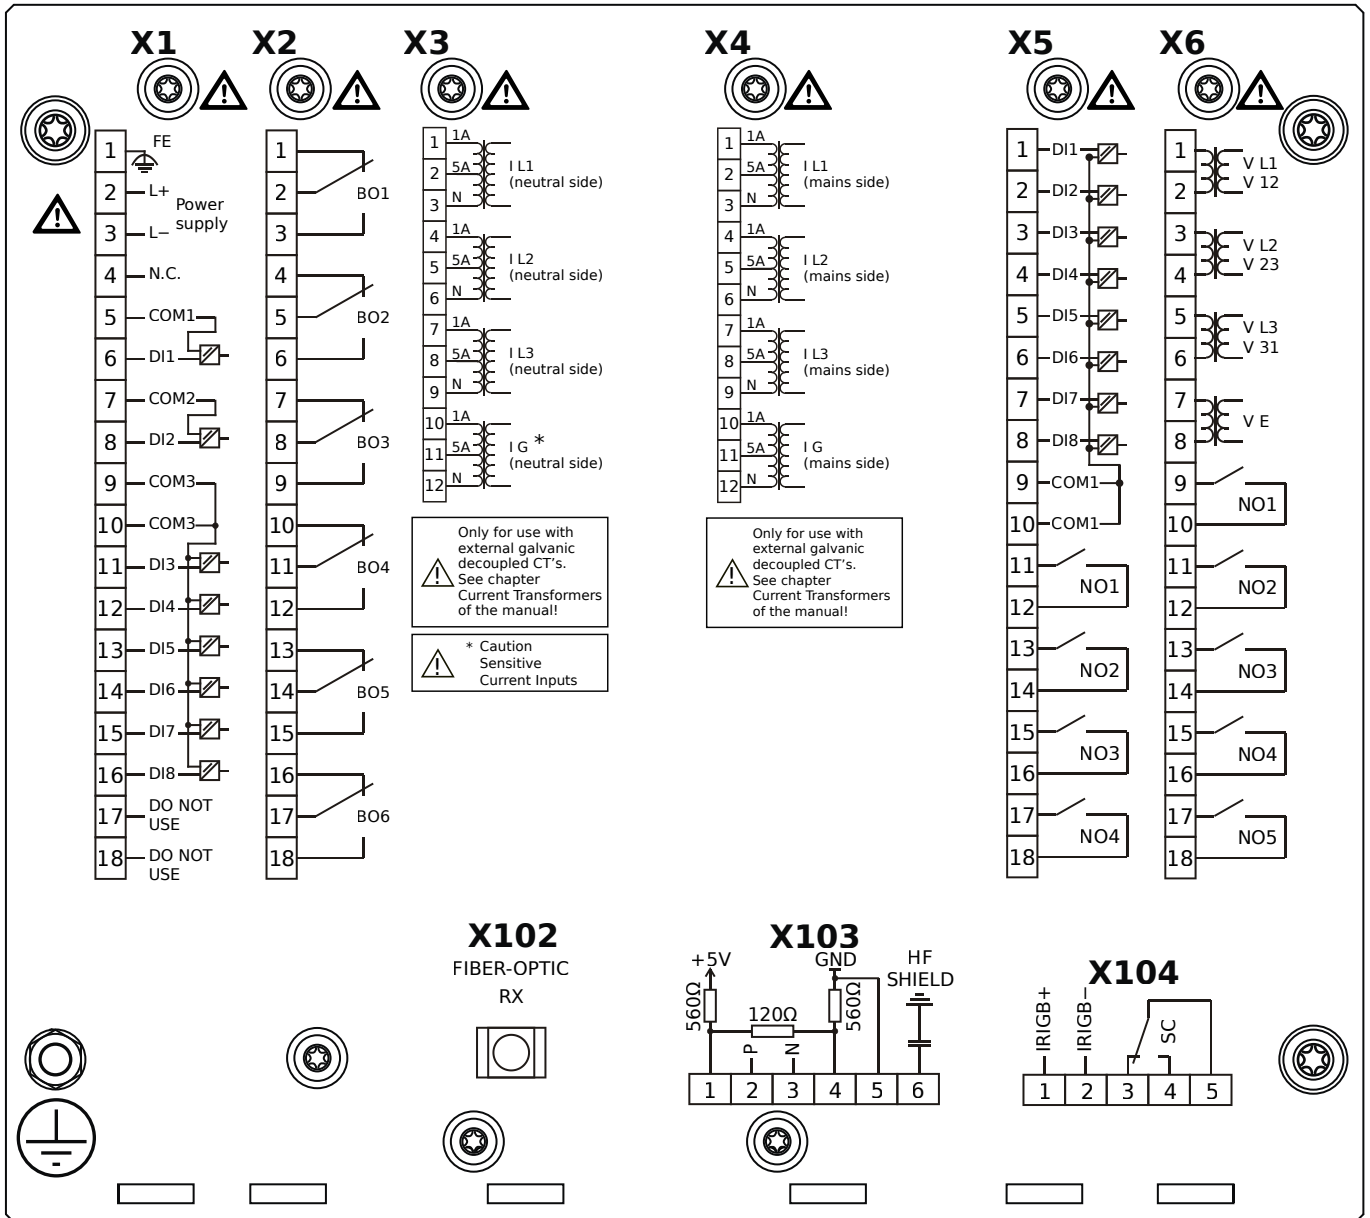 X1
1
FE
2
L+
Power
supply
3
L−
4
N.C.
5
COM1
6
DI1
7
COM2
8
DI2
9
COM3
10
COM3
11
DI3
12
DI4
13
DI5
14
DI6
15
DI7
16
DI8
17
DO NOT
USE
18
DO NOT
USE
X2
1
2
BO1
3
4
5
BO2
6
7
8
BO3
9
10
11
BO4
12
13
14
BO5
15
16
17
BO6
18
X3
1
1A
2
5A
I L1
(neutral side)
3
N
4
1A
5
5A
I L2
(neutral side)
6
N
7
1A
8
5A
I L3
(neutral side)
9
N
10
1A
11
5A
I G *
(neutral side)
12
N
Only for use with
external galvanic
decoupled CT's.
See chapter
Current Transformers
of the manual!
* Caution
Sensitive
Current Inputs
X4
1
1A
2
5A
I L1
(mains side)
3
N
4
1A
5
5A
I L2
(mains side)
6
N
7
1A
8
5A
I L3
(mains side)
9
N
10
1A
11
5A
I G
(mains side)
12
N
Only for use with
external galvanic
decoupled CT's.
See chapter
Current Transformers
of the manual!
X5
1
DI1
2
DI2
3
DI3
4
DI4
5
DI5
6
DI6
7
DI7
8
DI8
9
COM1
10
COM1
11
NO1
12
13
NO2
14
15
NO3
16
17
NO4
18
X6
1
V L1
V 12
2
3
V L2
V 23
4
5
V L3
V 31
6
7
V E
8
9
NO1
10
11
NO2
12
13
NO3
14
15
NO4
16
17
NO5
18
X102
FIBER-OPTIC
RX
X103
+5V
GND
HF
SHIELD
560Ω
120Ω
560Ω
P
N
1 2 3 4 5 6
X104
IRIGB+
IRIGB−
SC
1 2 3 4 5